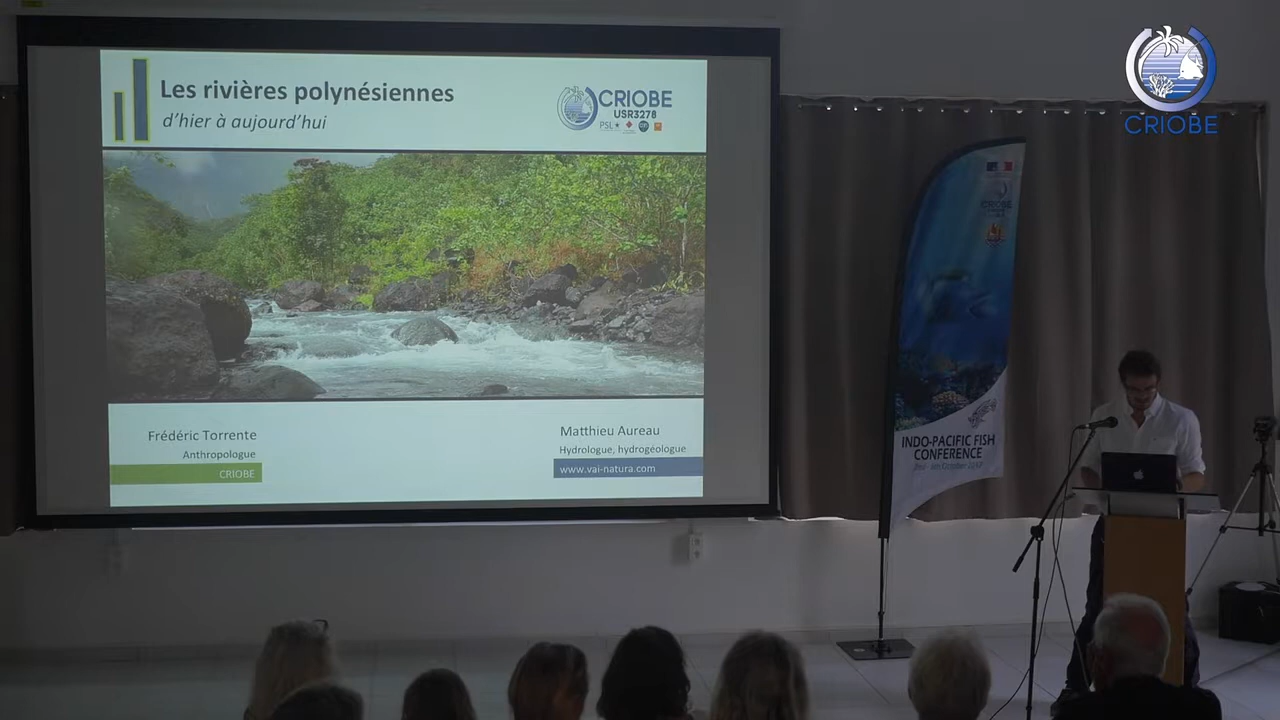 Les rivières polynésiennes
d'hier à aujourd'hui
CRIOBE
USR3278
PSL
Frédéric Torrente
Anthropologue
CRIOBE
Matthieu Aureau
Hydrologue, hydrogéologue
www.vai-natura.com
CRIOBE
INDO-PACIFIC FISH
CONFERENCE
CRIOBE